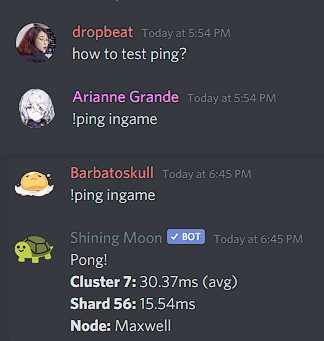 dropbeat Today at 5:54 PM
how to test ping?
Arianne Grande Today at 5:54 PM
!ping ingame
Barbatoskull Today at 6:45 PM
!ping ingame
Shining Moon ✓ BOT Today at 6:45 PM
Pong!
Cluster 7: 30.37ms (avg)
Shard 56: 15.54ms
Node: Maxwell